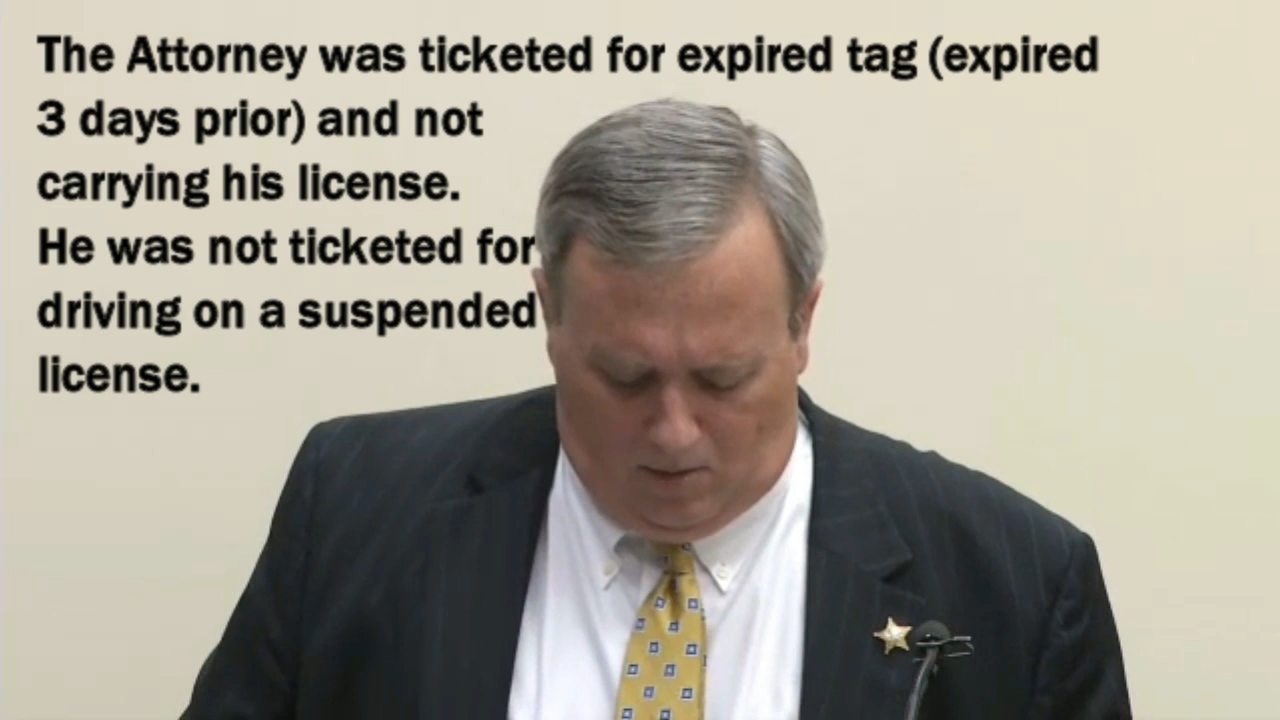 The Attorney was ticketed for expired tag (expired
3 days prior) and not
carrying his license.
He was not ticketed for
driving on a suspended
license.